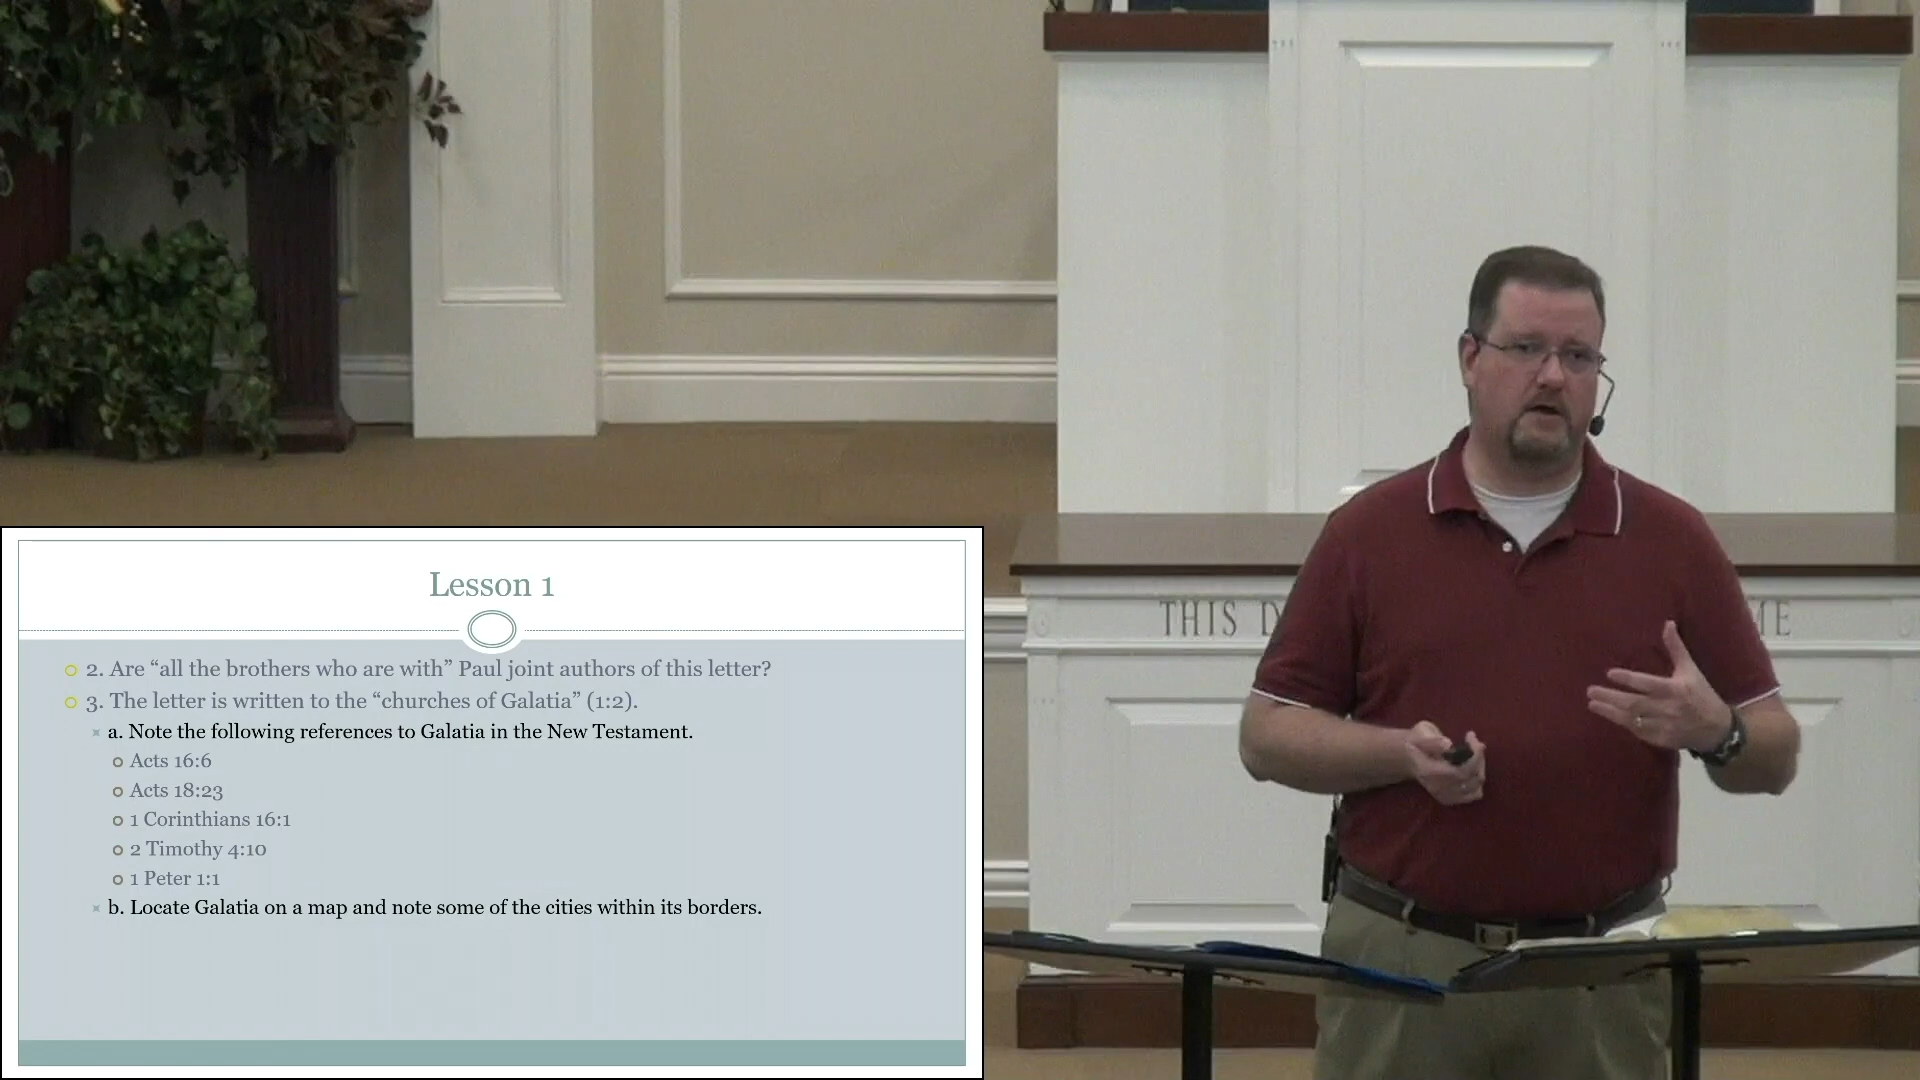 THIS D ME
Lesson 1
2. Are “all the brothers who are with” Paul joint authors of this letter?
3. The letter is written to the “churches of Galatia” (1:2).
a. Note the following references to Galatia in the New Testament.
Acts 16:6
Acts 18:23
1 Corinthians 16:1
2 Timothy 4:10
1 Peter 1:1
b. Locate Galatia on a map and note some of the cities within its borders.